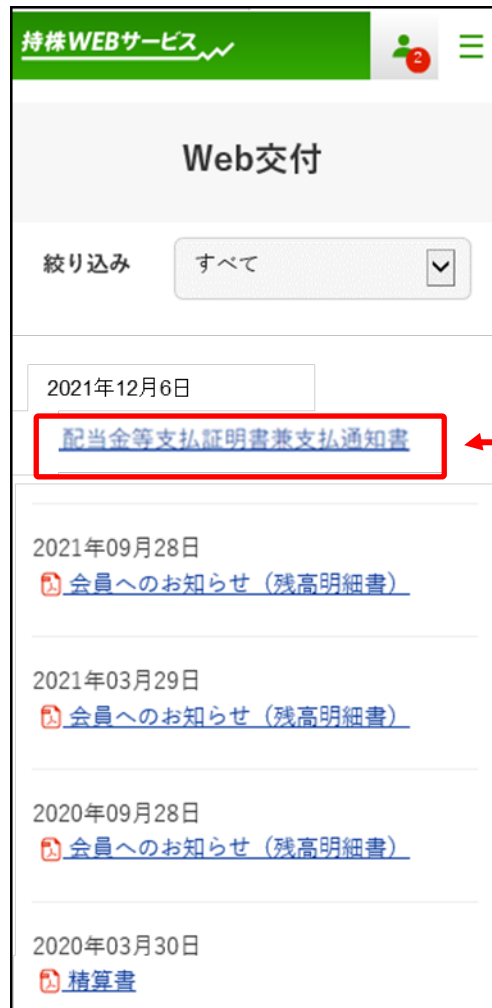 持株WEBサービス
2
Web交付
絞り込み
すべて
2021年12月6日
配当金等支払証明書兼支払通知書
2021年09月28日
会員へのお知らせ（残高明細書）
2021年03月29日
会員へのお知らせ（残高明細書）
2020年09月28日
会員へのお知らせ（残高明細書）
2020年03月30日
精算書